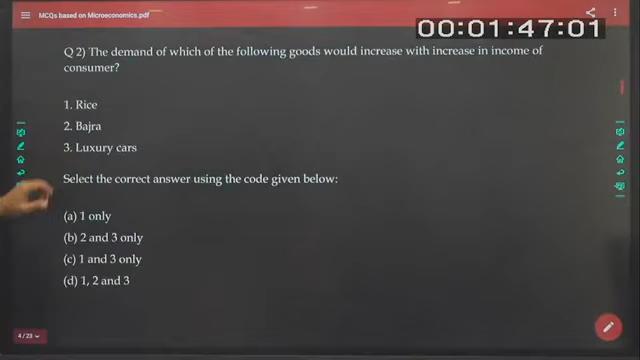 MCQs based on Microeconomics.pdf
00:01:47:01
Q 2) The demand of which of the following goods would increase with increase in income of
consumer?
1. Rice
2. Bajra
3. Luxury cars
Select the correct answer using the code given below:
(a) 1 only
(b) 2 and 3 only
(c) 1 and 3 only
(d) 1, 2 and 3
4 / 23